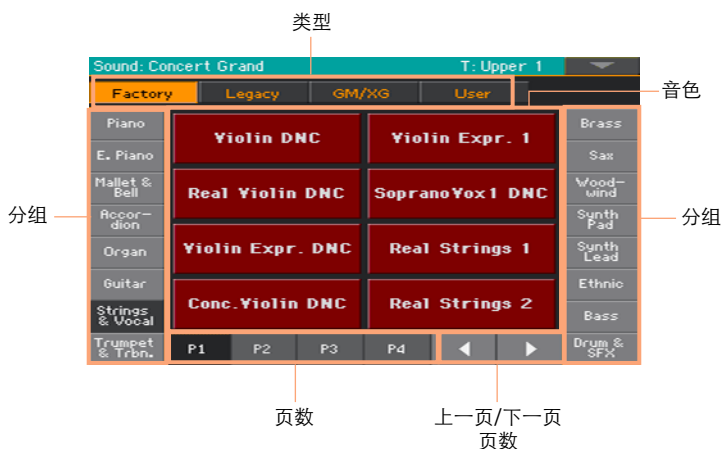 类型
Sound: Concert Grand T: Upper 1
Factory Legacy GM/XG User
音色
Piano
E. Piano
Mallet &
Bell
Accor-
dion
Organ
Guitar
Strings
& Vocal
Trumpet
& Trbn.
分组
Violin DNC Violin Expr. 1
Real Violin DNC SopranoVox1 DNC
Violin Expr. DNC Real Strings 1
Conc.Violin DNC Real Strings 2
Brass
Sax
Wood-
wind
Synth
Pad
Synth
Lead
Ethnic
Bass
Drum &
SFX
分组
P1 P2 P3 P4
页数
上一页/下一页
页数